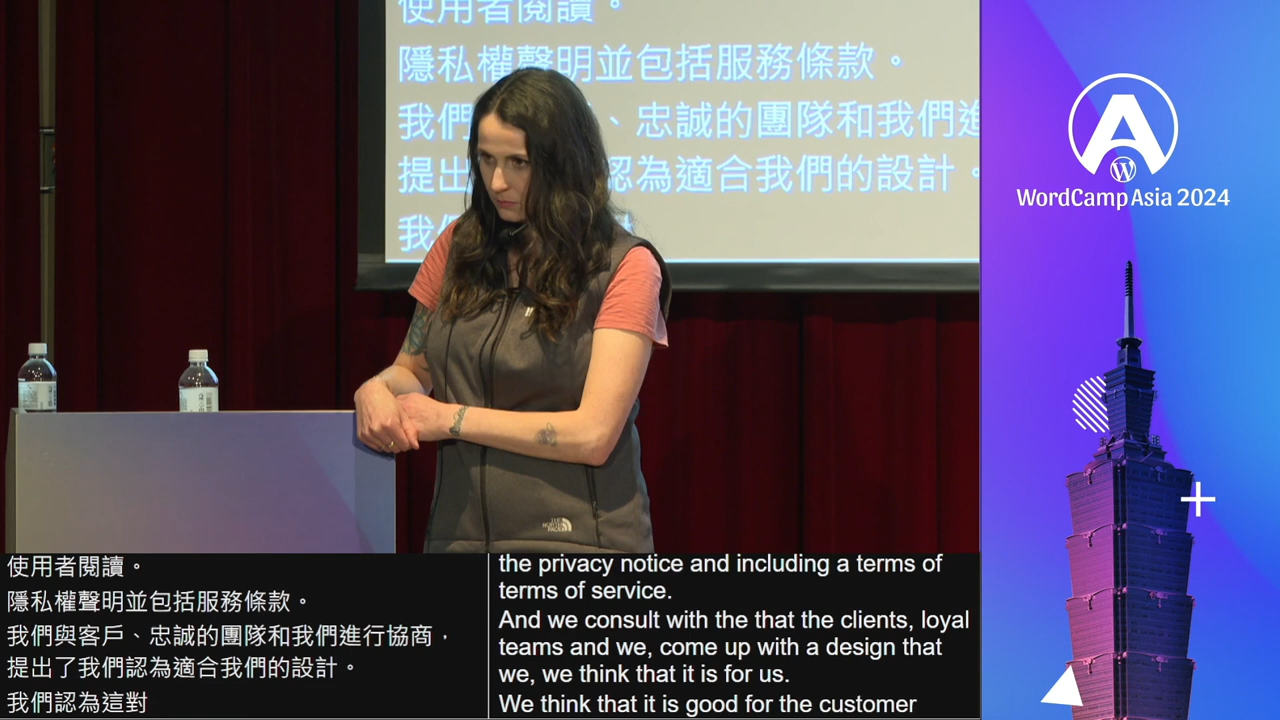 使用者閱讀。
隱私權聲明並包括服務條款。
我們、忠誠的團隊和我們進
提出認為適合我們的設計。
我
WordCamp Asia 2024
THE NORTH FACE
使用者閱讀。
隱私權聲明並包括服務條款。
我們與客戶、忠誠的團隊和我們進行協商，
提出了我們認為適合我們的設計。
我們認為這對
the privacy notice and including a terms of
terms of service.
And we consult with the that the clients, loyal
teams and we, come up with a design that
we, we think that it is for us.
We think that it is good for the customer